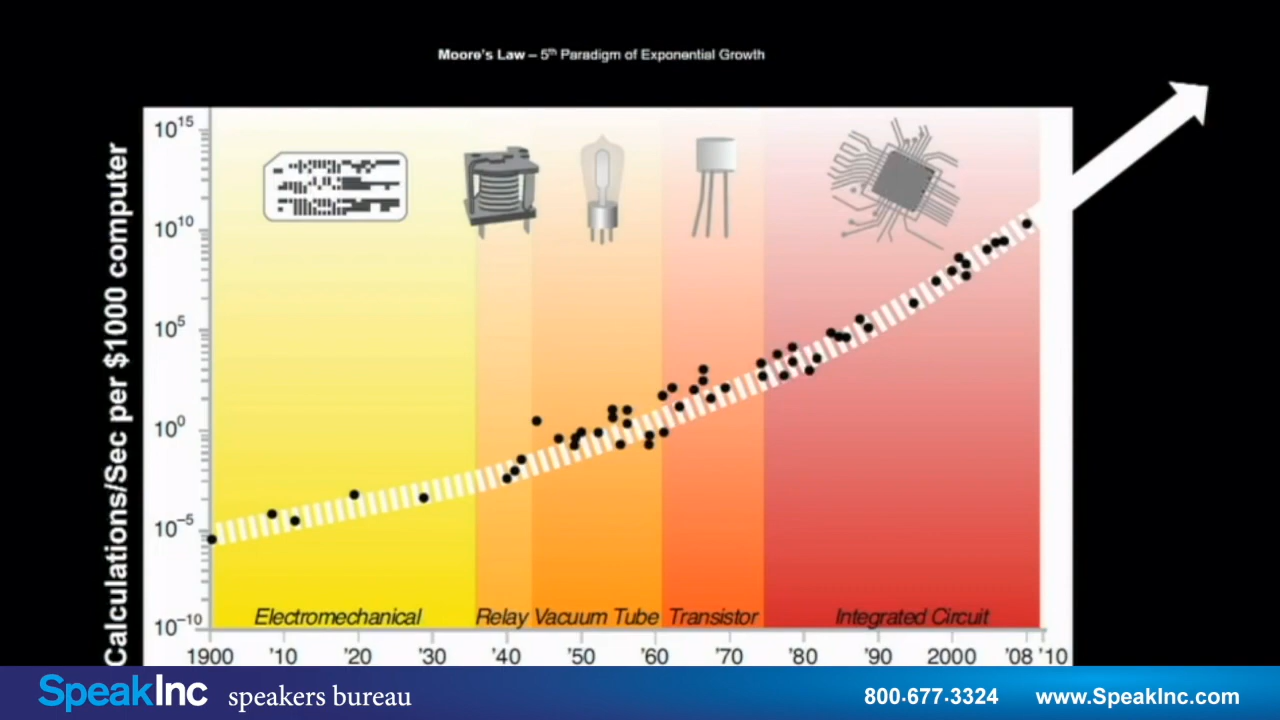 Moore's Law – 5th Paradigm of Exponential Growth
Calculations/Sec per $1000 computer
10^15
10^10
10^5
10^0
10^−5
10^−10
Electromechanical Relay Vacuum Tube Transistor Integrated Circuit
1900 '10 '20 '30 '40 '50 '60 '70 '80 '90 2000 '08 '10
SpeakInc speakers bureau 800-677-3324 www.SpeakInc.com